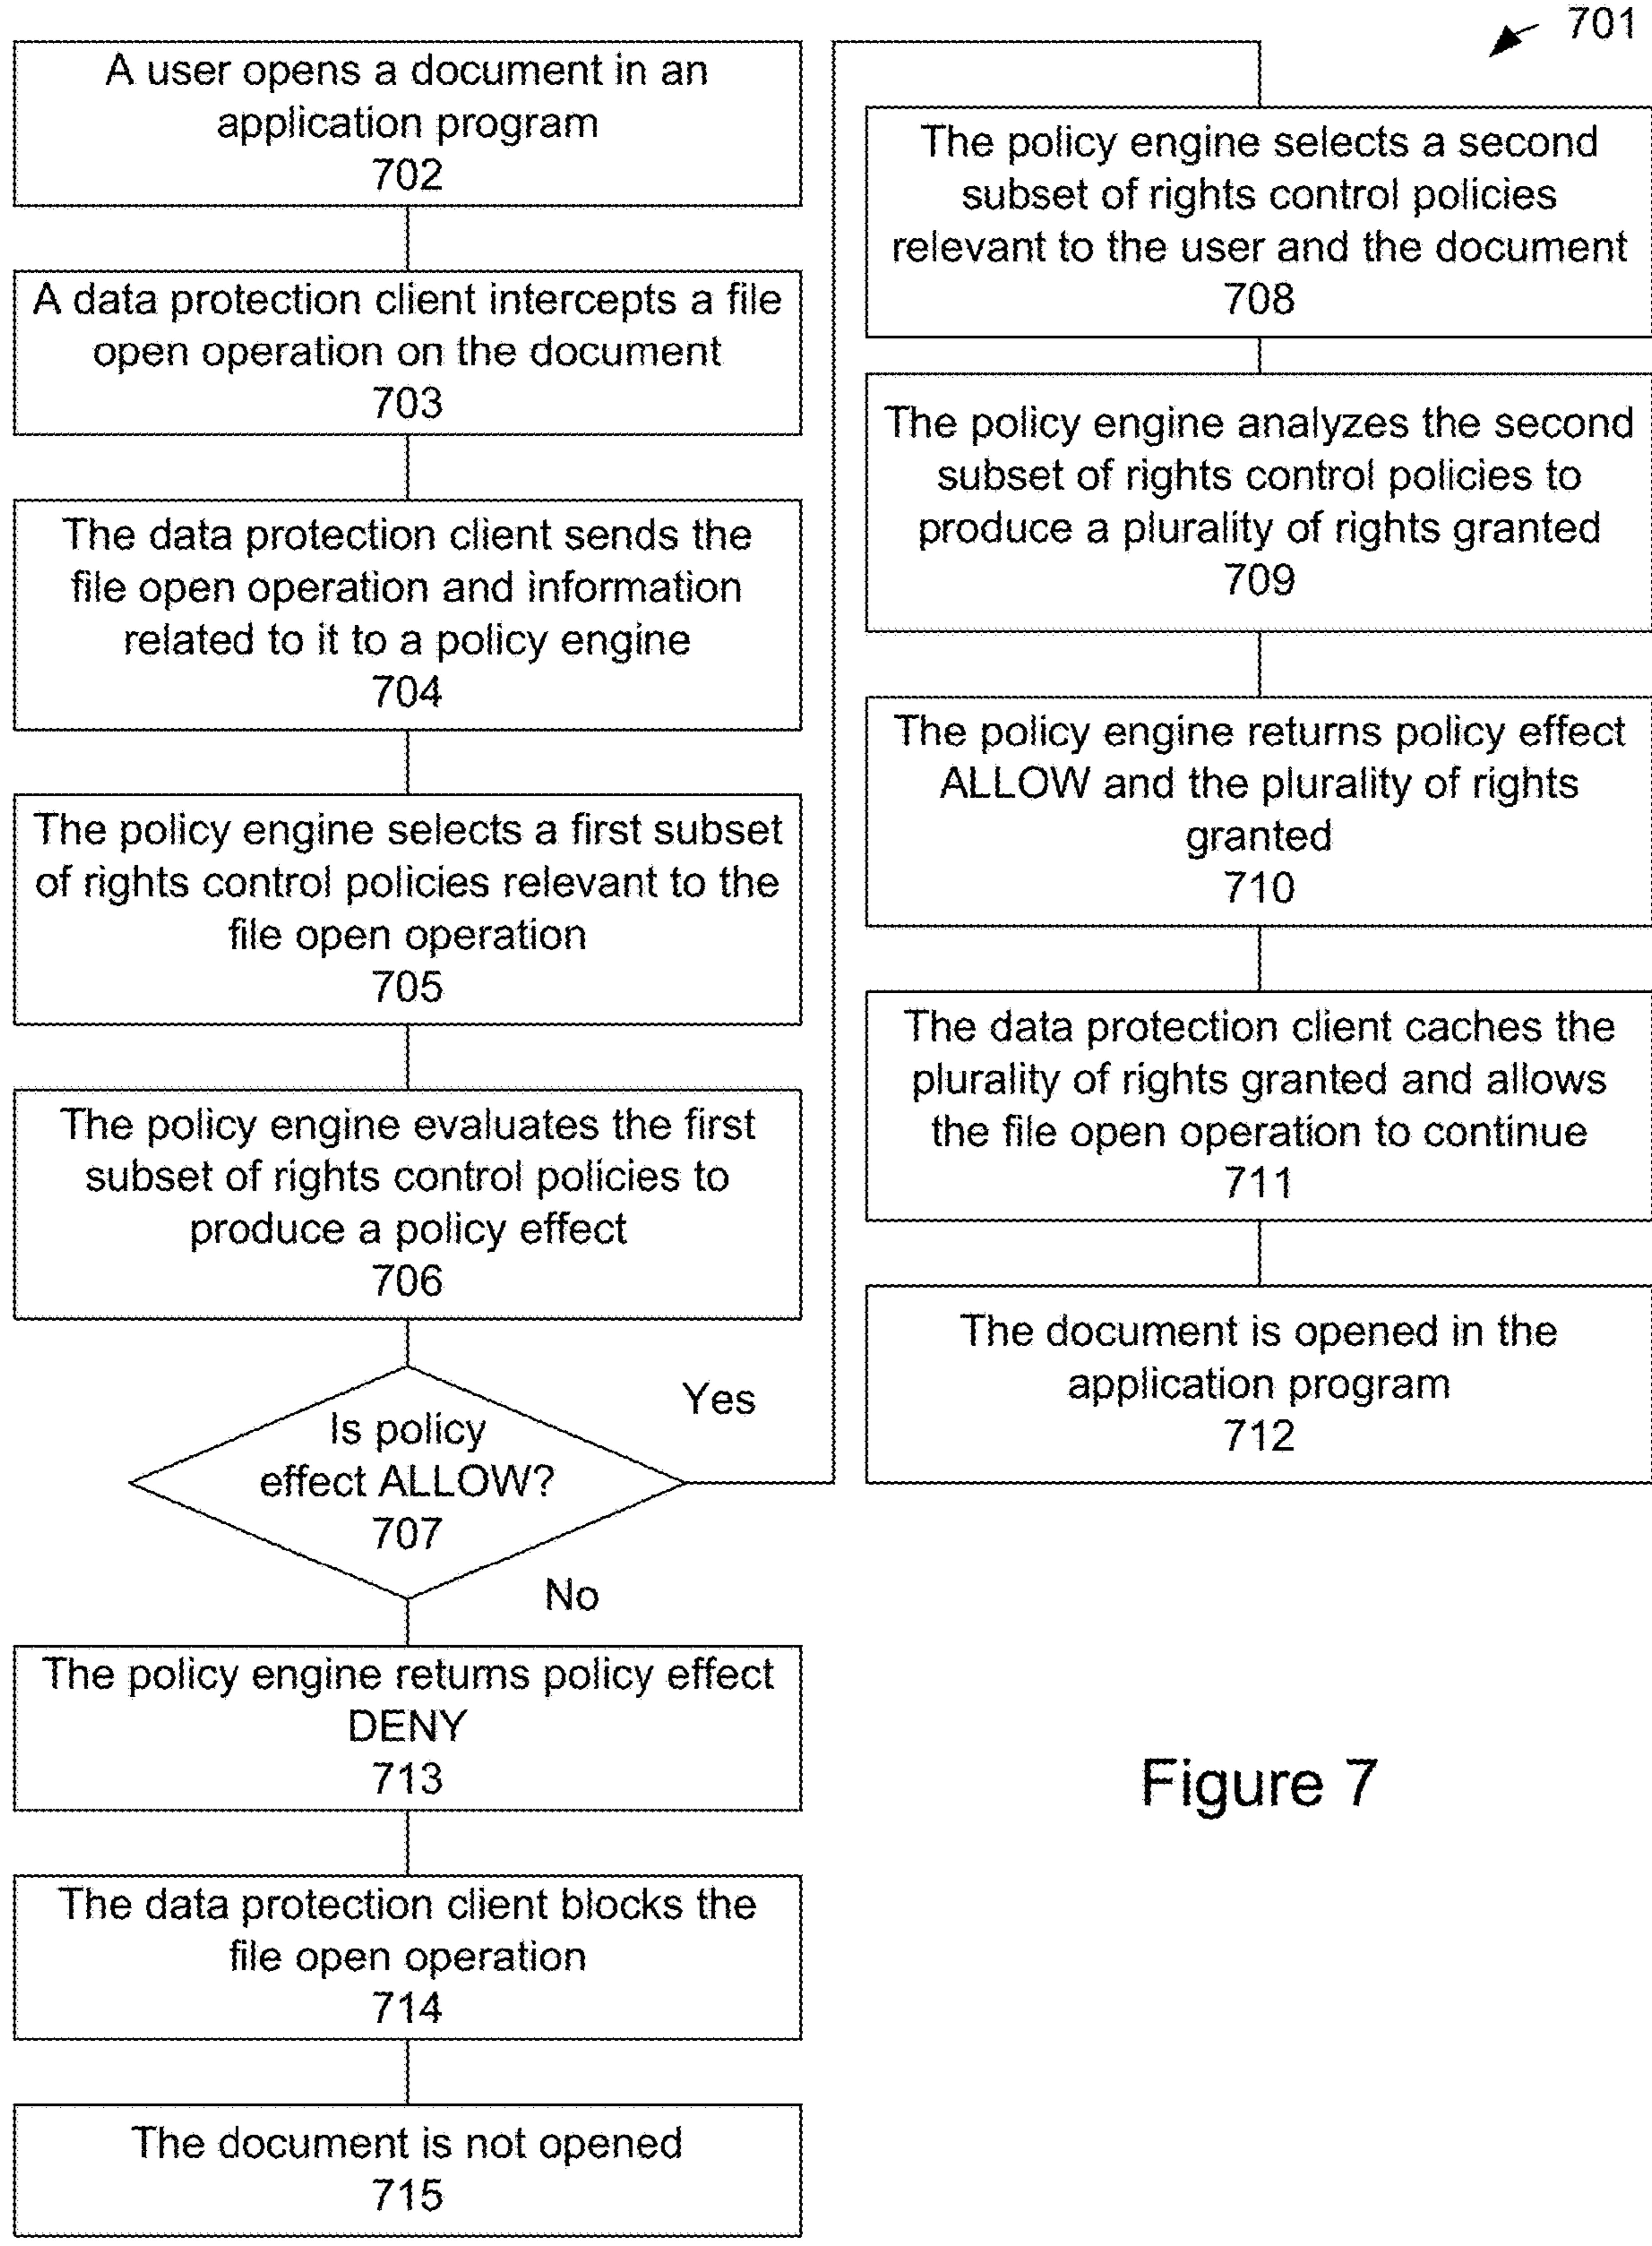 701
A user opens a document in an
application program
702
A data protection client intercepts a file
open operation on the document
703
The data protection client sends the
file open operation and information
related to it to a policy engine
704
The policy engine selects a first subset
of rights control policies relevant to the
file open operation
705
The policy engine evaluates the first
subset of rights control policies to
produce a policy effect
706
Is policy
effect ALLOW?
707
Yes
No
The policy engine returns policy effect
DENY
713
The data protection client blocks the
file open operation
714
The document is not opened
715
The policy engine selects a second
subset of rights control policies
relevant to the user and the document
708
The policy engine analyzes the second
subset of rights control policies to
produce a plurality of rights granted
709
The policy engine returns policy effect
ALLOW and the plurality of rights
granted
710
The data protection client caches the
plurality of rights granted and allows
the file open operation to continue
711
The document is opened in the
application program
712
Figure 7